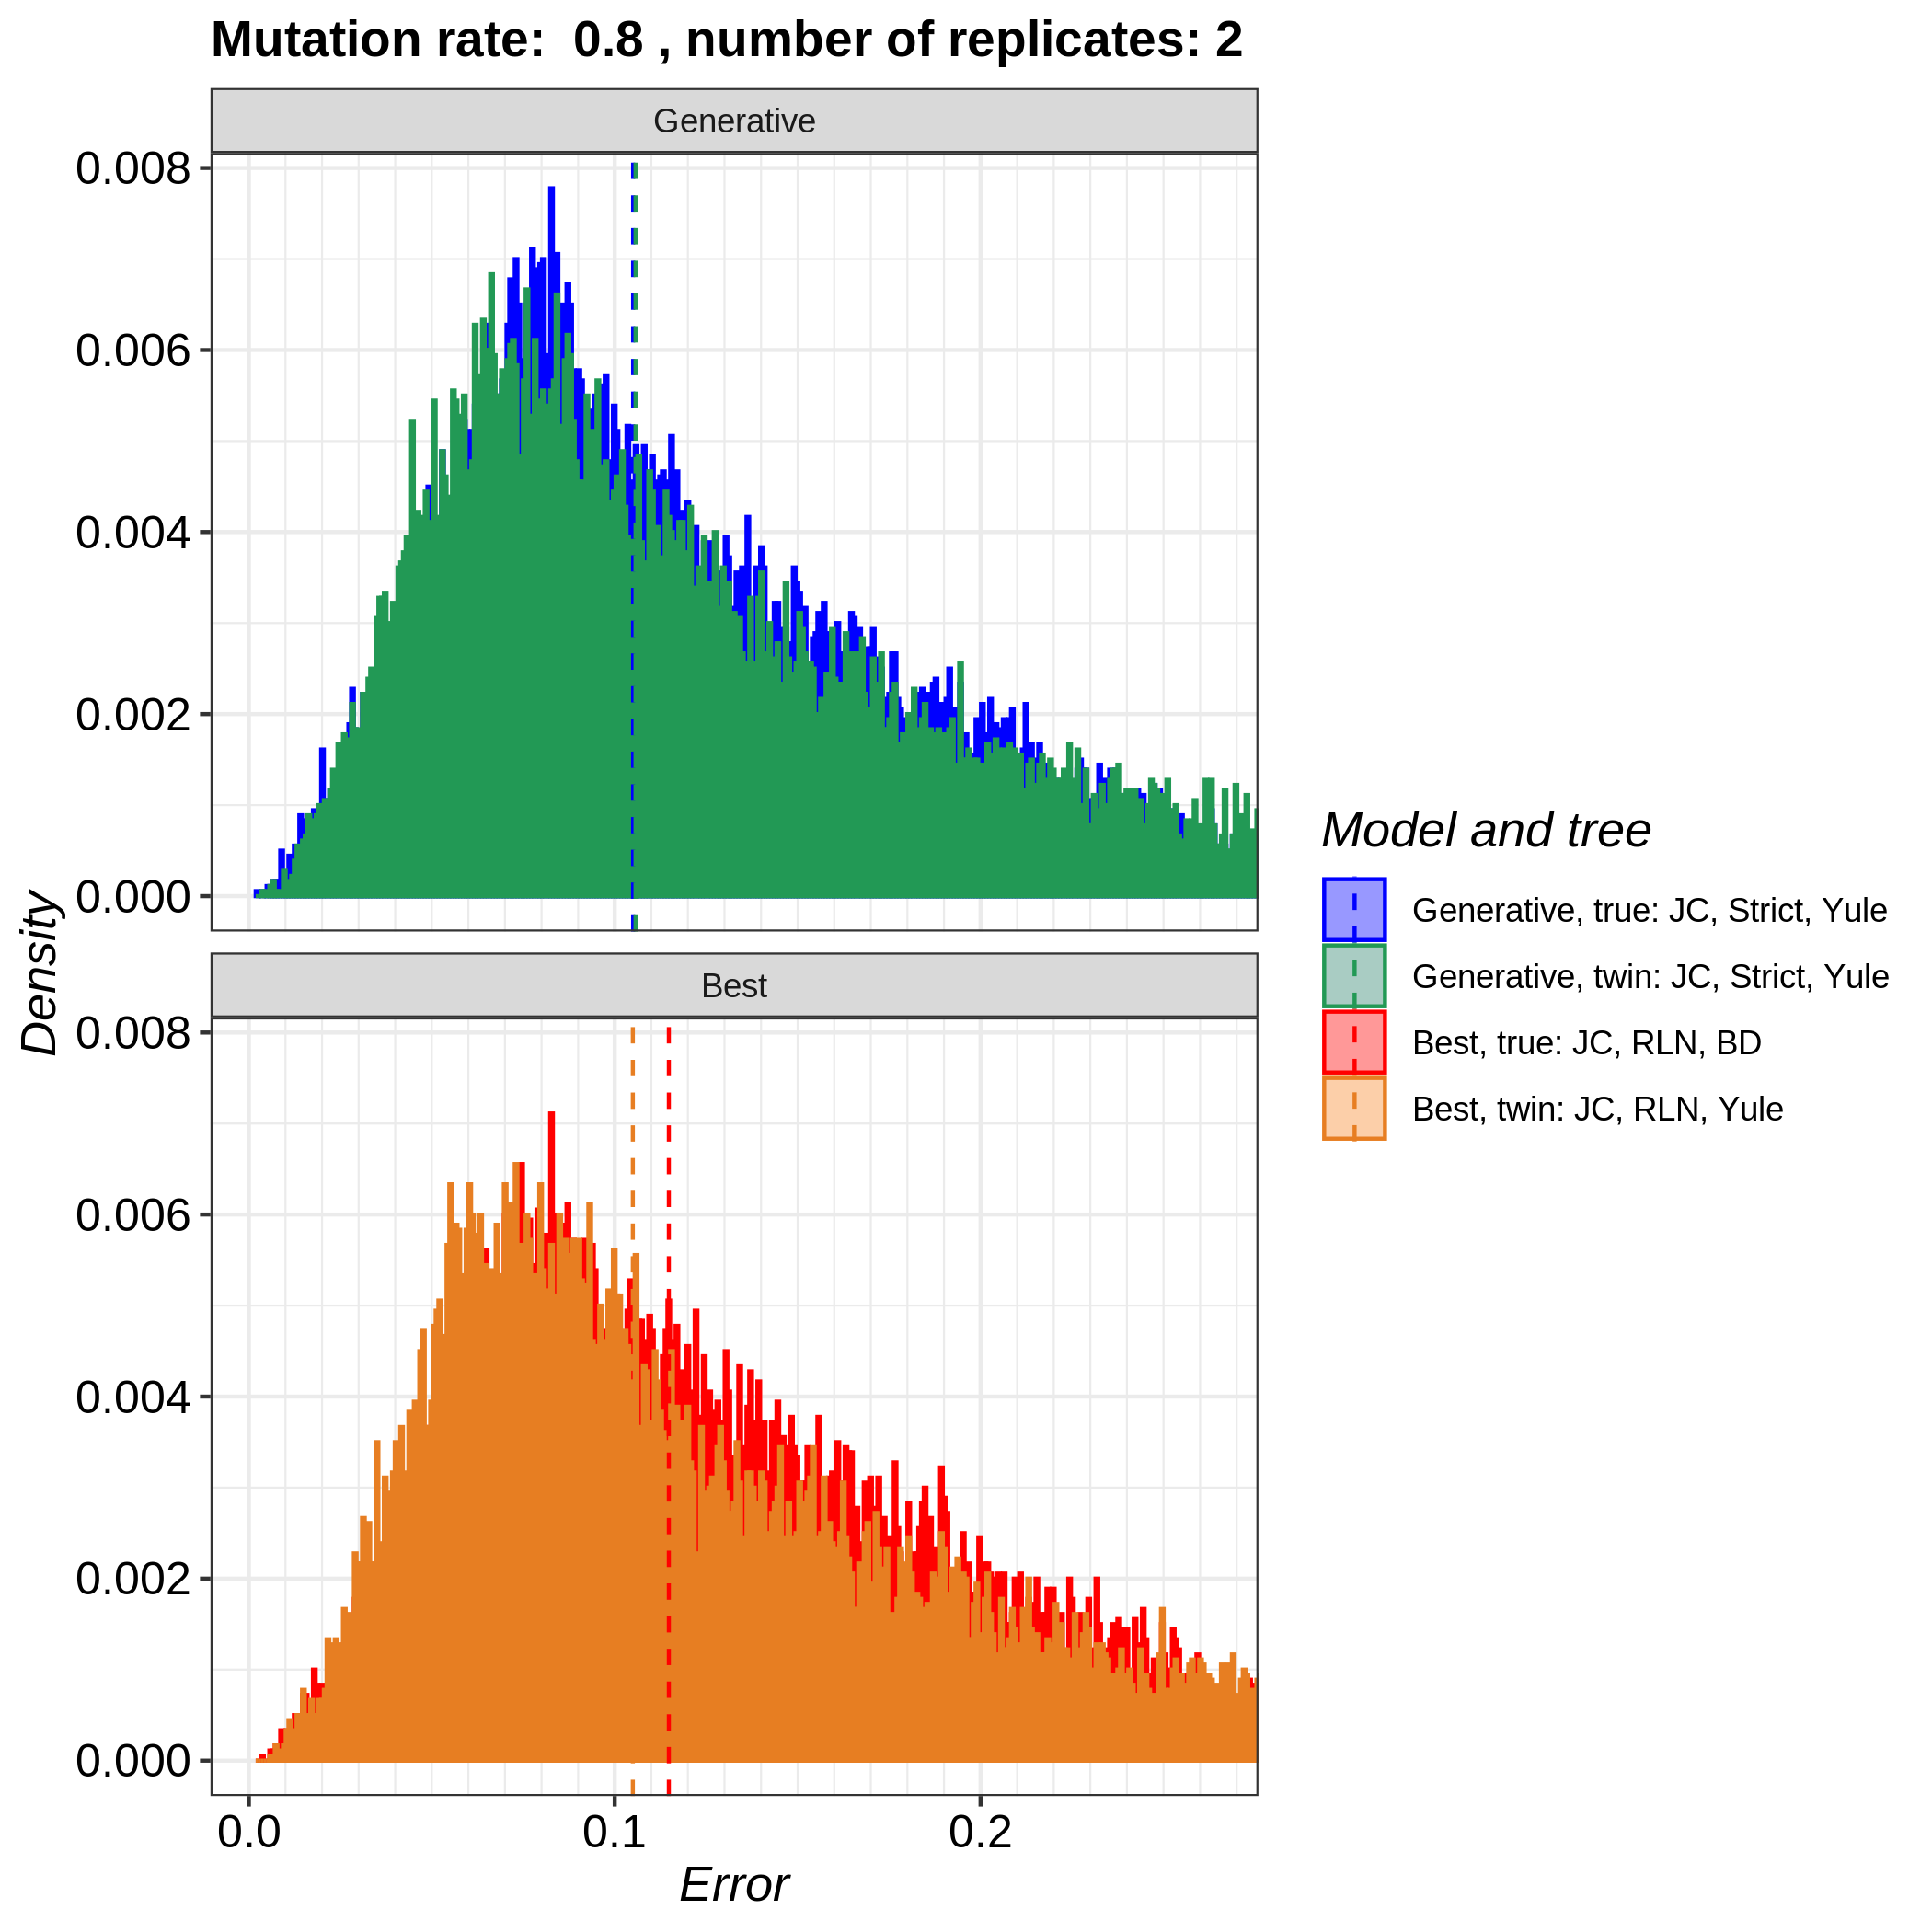 Mutation rate:  0.8 , number of replicates: 2
Generative
0.008
0.006
0.004
0.002
0.000
Density
Best
0.008
0.006
0.004
0.002
0.000
0.0 0.1 0.2
Error
Model and tree
Generative, true: JC, Strict, Yule
Generative, twin: JC, Strict, Yule
Best, true: JC, RLN, BD
Best, twin: JC, RLN, Yule